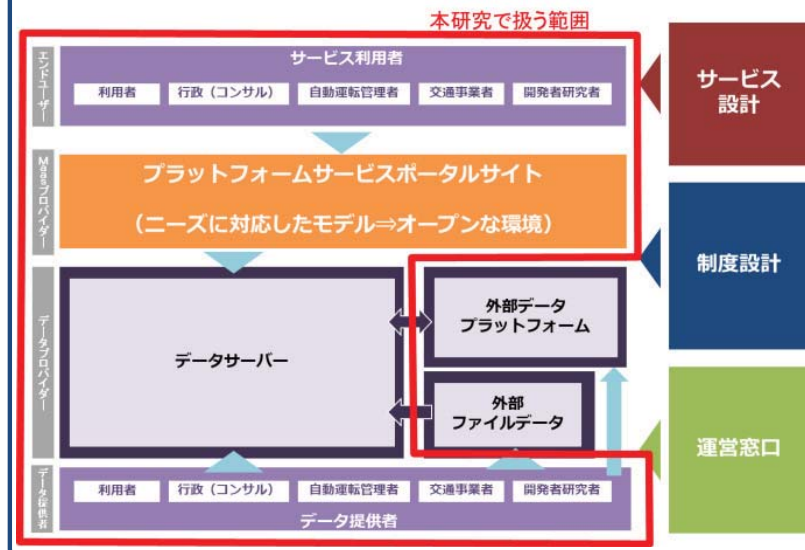 本研究で扱う範囲
エンドユーザー
サービス利用者
利用者
行政（コンサル）
自動運転管理者
交通事業者
開発者研究者
サービス
設計
Maasプロバイダー
プラットフォームサービスポータルサイト
（ニーズに対応したモデル⇒オープンな環境）
制度設計
データプロバイダー
データサーバー
外部データ
プラットフォーム
外部
ファイルデータ
運営窓口
データ提供者
利用者
行政（コンサル）
自動運転管理者
交通事業者
開発者研究者
データ提供者